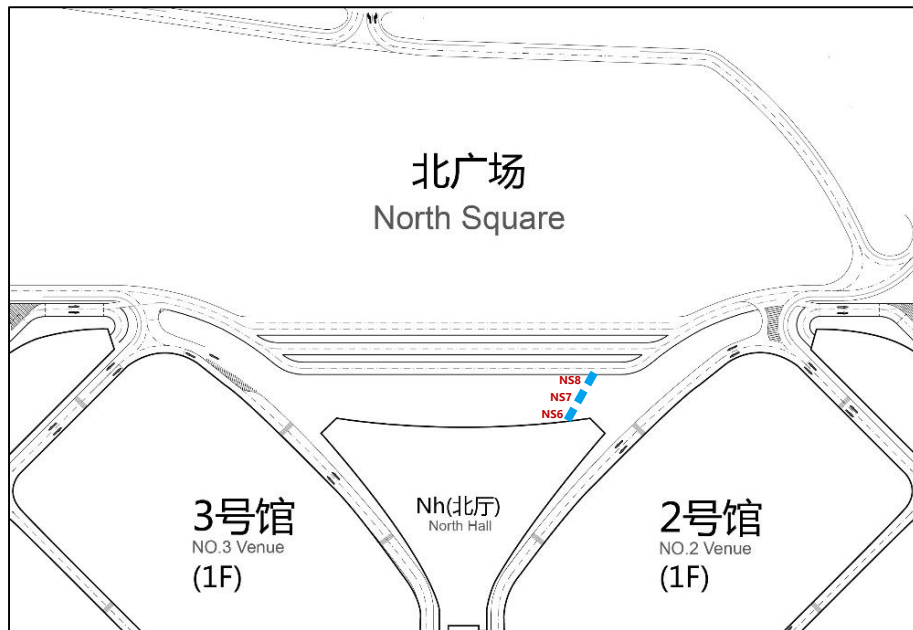 北广场
North Square
NS8
NS7
NS6
Nh(北厅)
North Hall
3号馆
NO.3 Venue
(1F)
2号馆
NO.2 Venue
(1F)